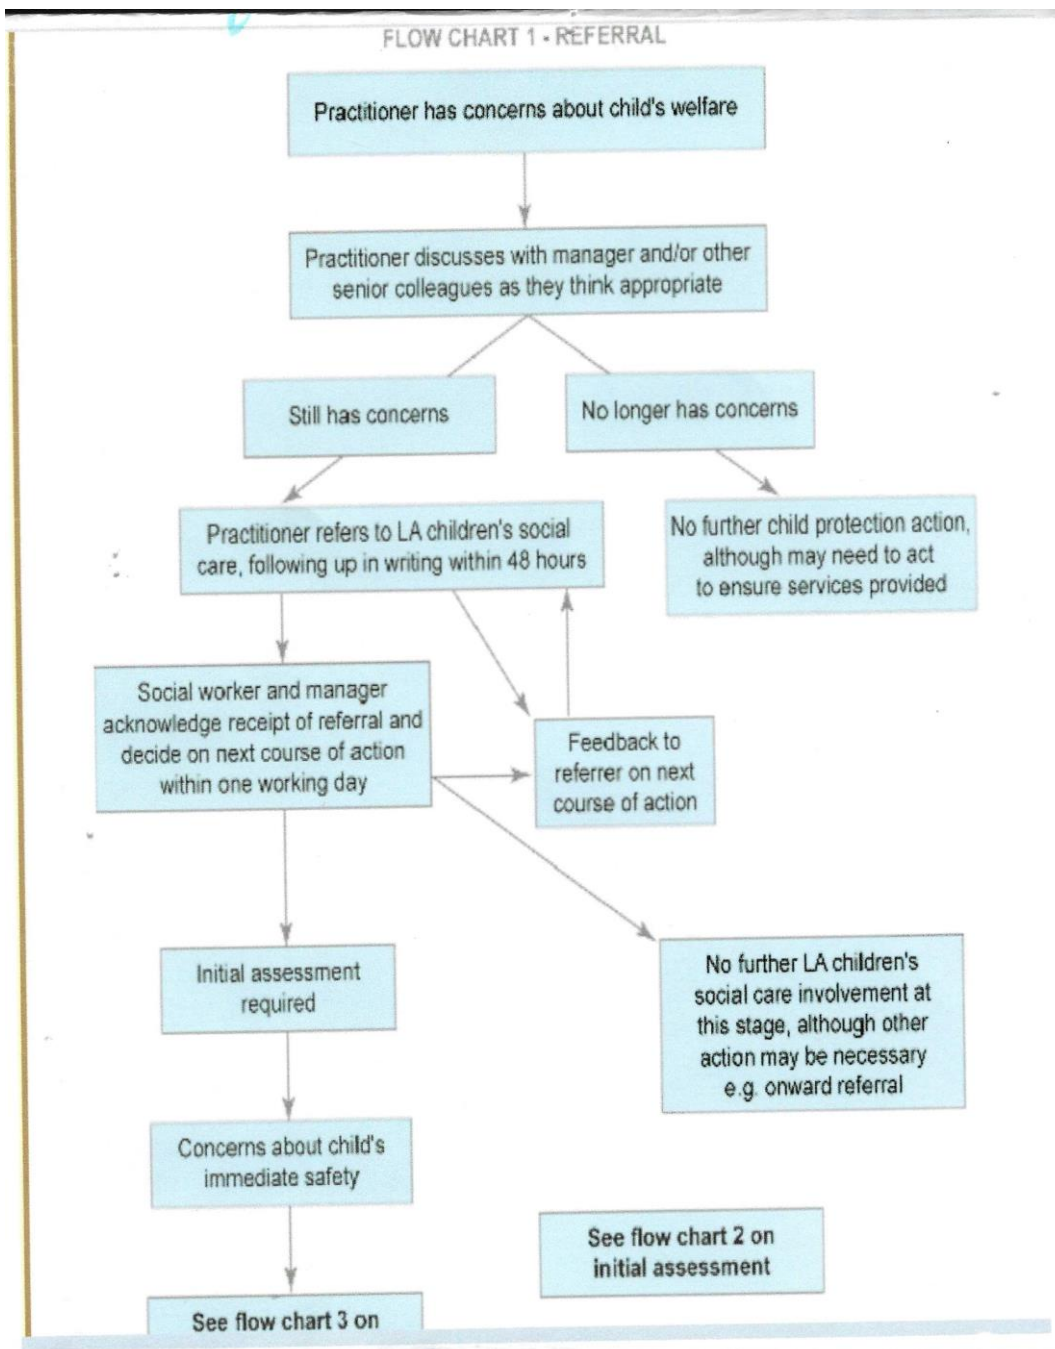 FLOW CHART 1 - REFERRAL
Practitioner has concerns about child's welfare
Practitioner discusses with manager and/or other
senior colleagues as they think appropriate
Still has concerns
No longer has concerns
Practitioner refers to LA children's social
care, following up in writing within 48 hours
No further child protection action,
although may need to act
to ensure services provided
Social worker and manager
acknowledge receipt of referral and
decide on next course of action
within one working day
Feedback to
referrer on next
course of action
Initial assessment
required
No further LA children's
social care involvement at
this stage, although other
action may be necessary
e.g. onward referral
Concerns about child's
immediate safety
See flow chart 2 on
initial assessment
See flow chart 3 on